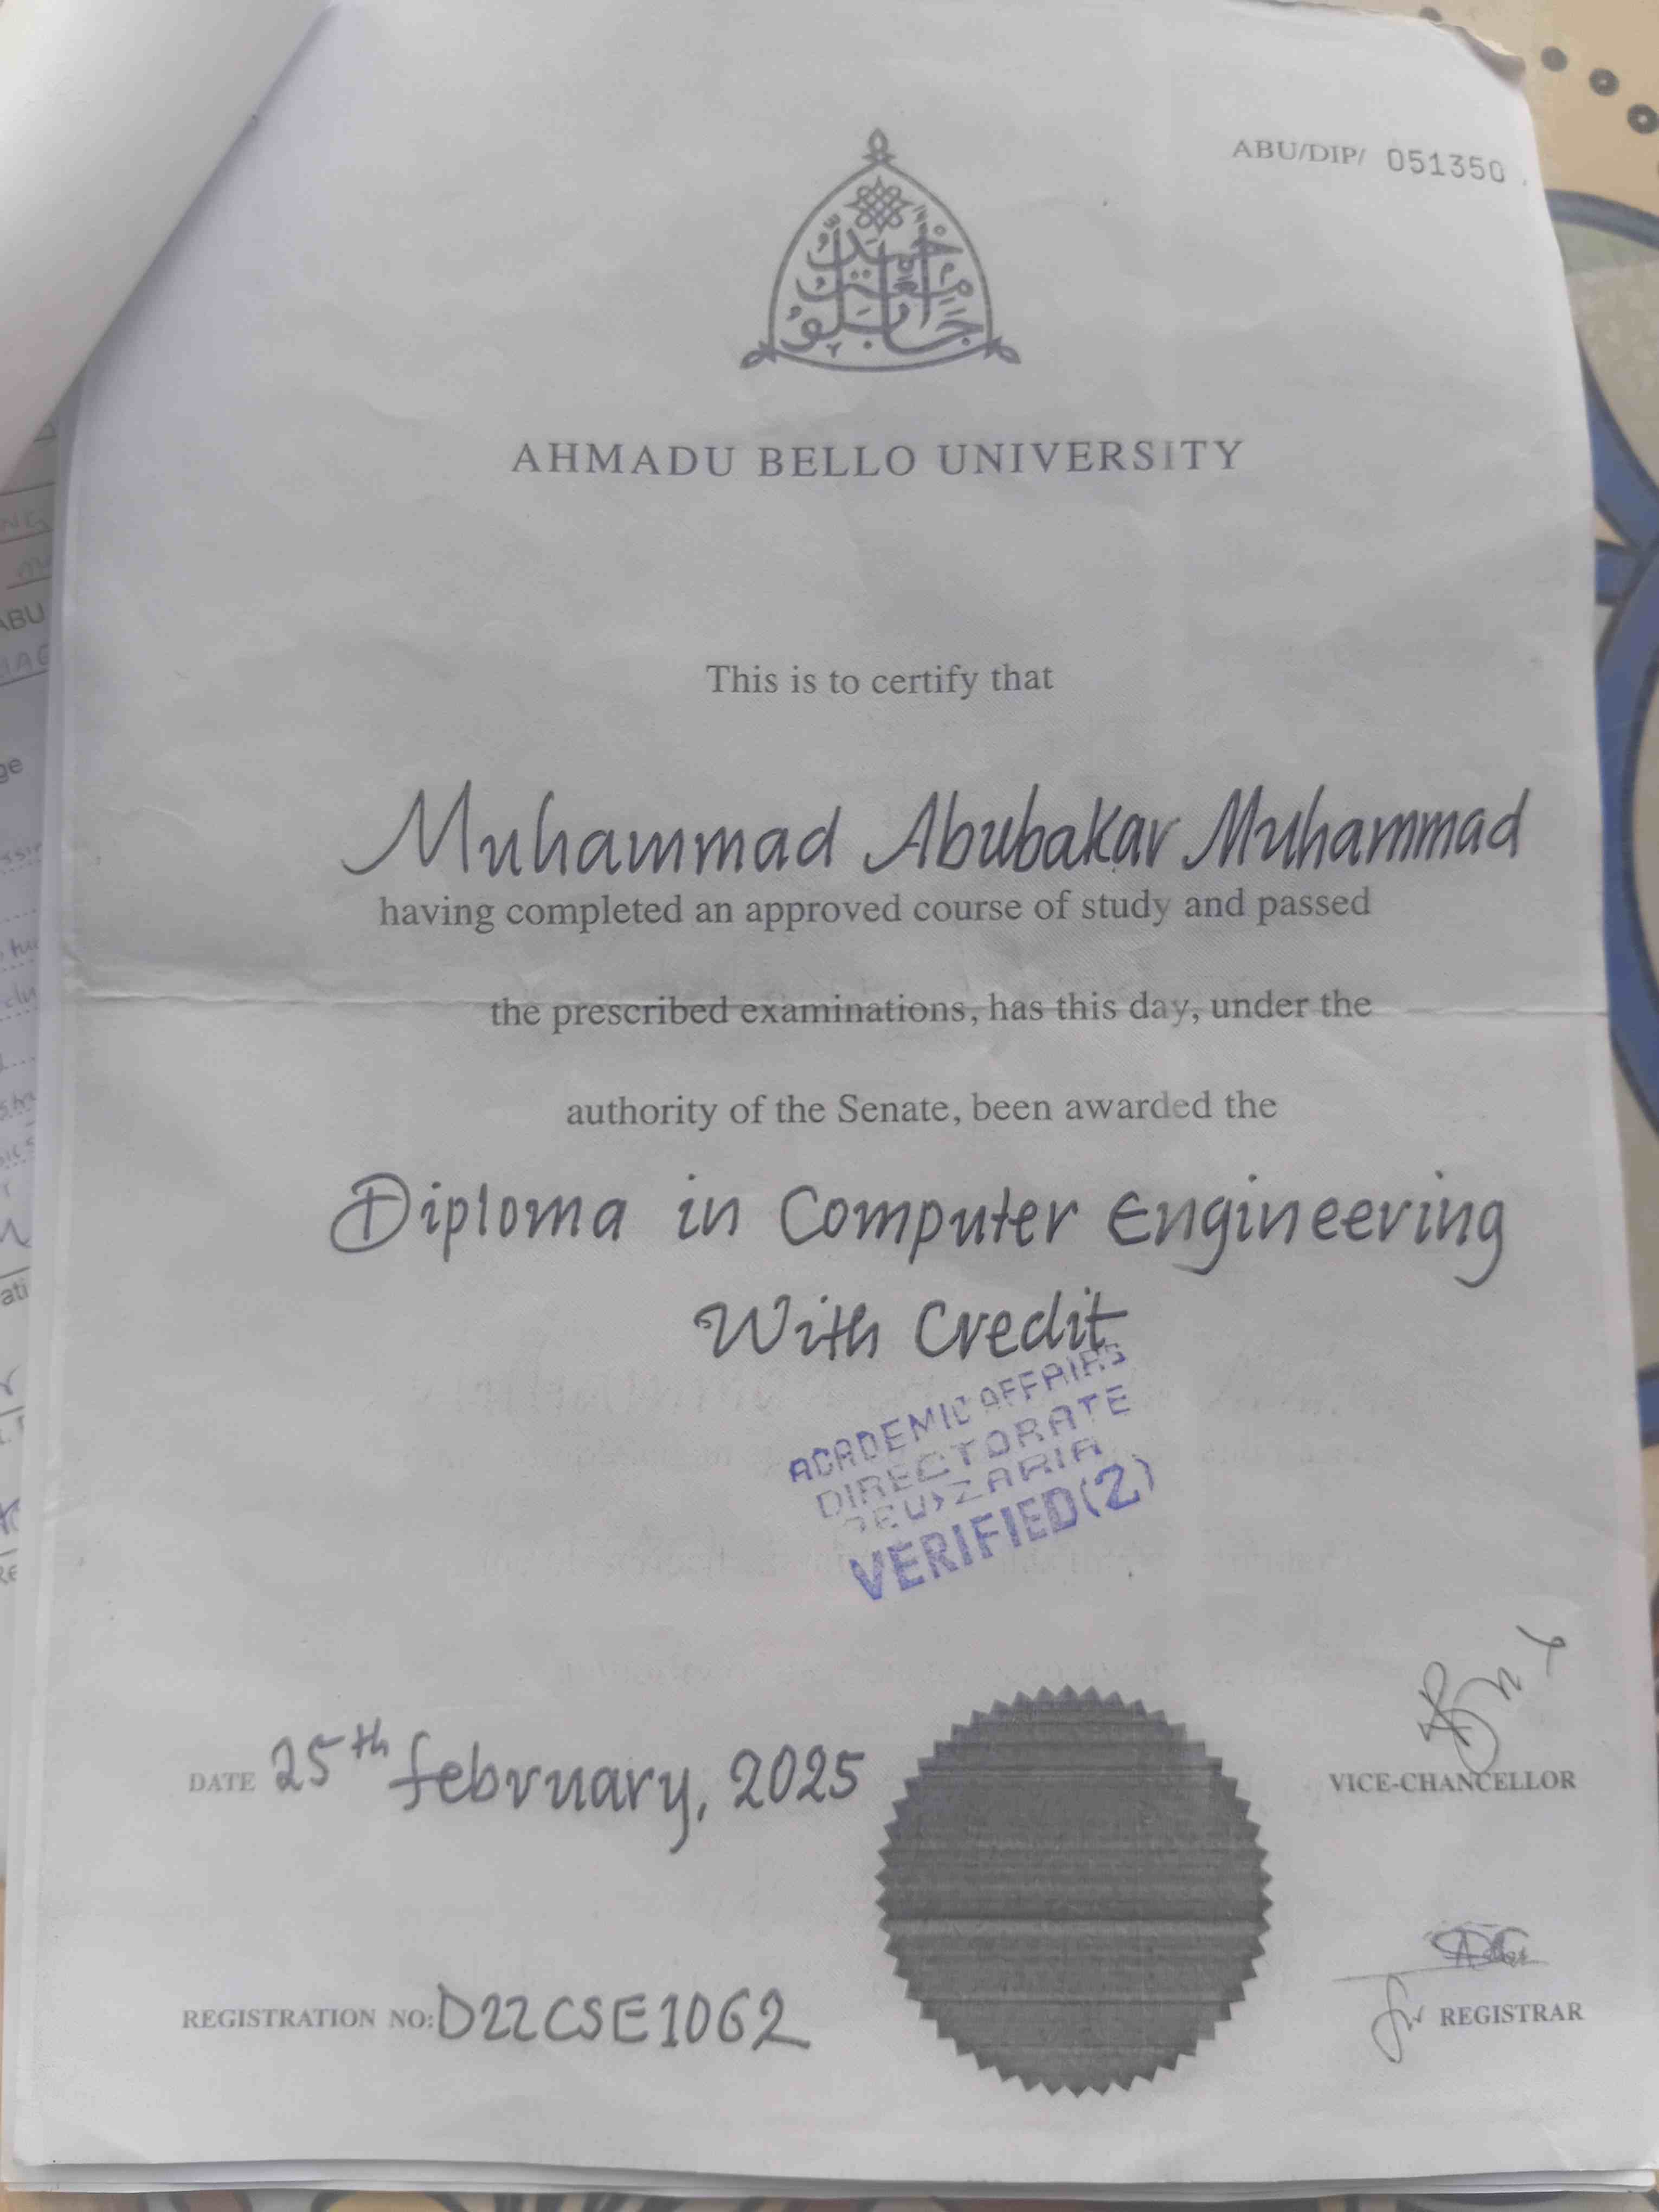 ABU/DIP/ 051350
AHMADU BELLO UNIVERSITY
This is to certify that
Muhammad Abubakar Muhammad
having completed an approved course of study and passed
the prescribed examinations, has this day, under the
authority of the Senate, been awarded the
Diploma in Computer Engineering
With Credit
ACADEMIC AFFAIRS
DIRECTORATE
ZARIA
VERIFIED(2)
DATE 25th February, 2025
VICE-CHANCELLOR
REGISTRATION NO: D22CSE1062
REGISTRAR